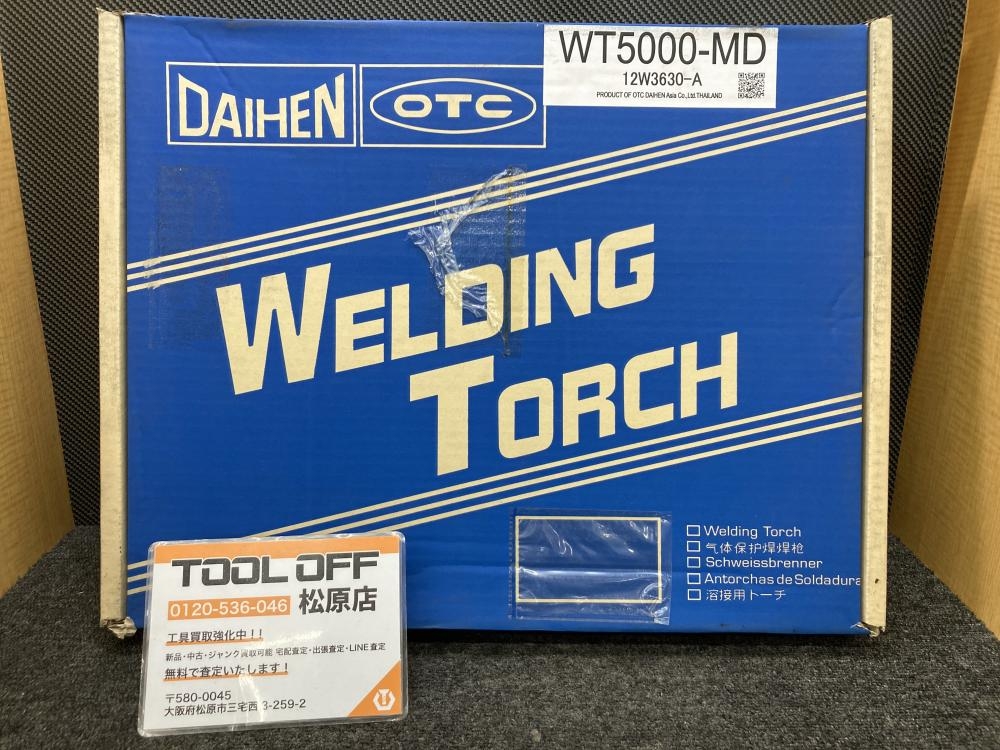 WT5000-MD
12W3630-A
PRODUCT OF OTC DAIHEN Asia Co.,Ltd.THAILAND
DAIHEN
OTC
WELDING
TORCH
Welding Torch
气体保护焊焊枪
Schweissbrenner
Antorchas de Soldadura
溶接用トーチ
TOOL OFF
0120-536-046 松原店
工具買取強化中!!
新品・中古・ジャンク買取可能 宅配査定・出張査定・LINE査定
無料で査定いたします!
〒580-0045
大阪府松原市三宅西3-259-2